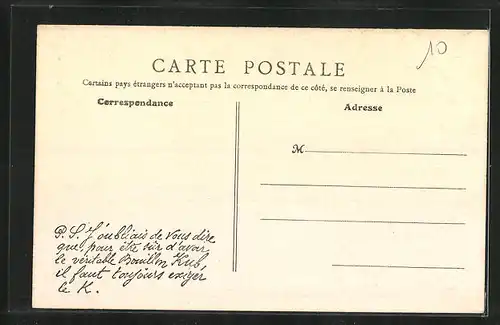 10
CARTE POSTALE
Certains pays étrangers n'acceptant pas la correspondance de ce côté, se renseigner à la Poste
Correspondance
Adresse
M
P. S. J'oubliais de vous dire
que, pour être sûr d'avoir
le véritable Bouillon Kub,
il faut toujours exiger
le K.